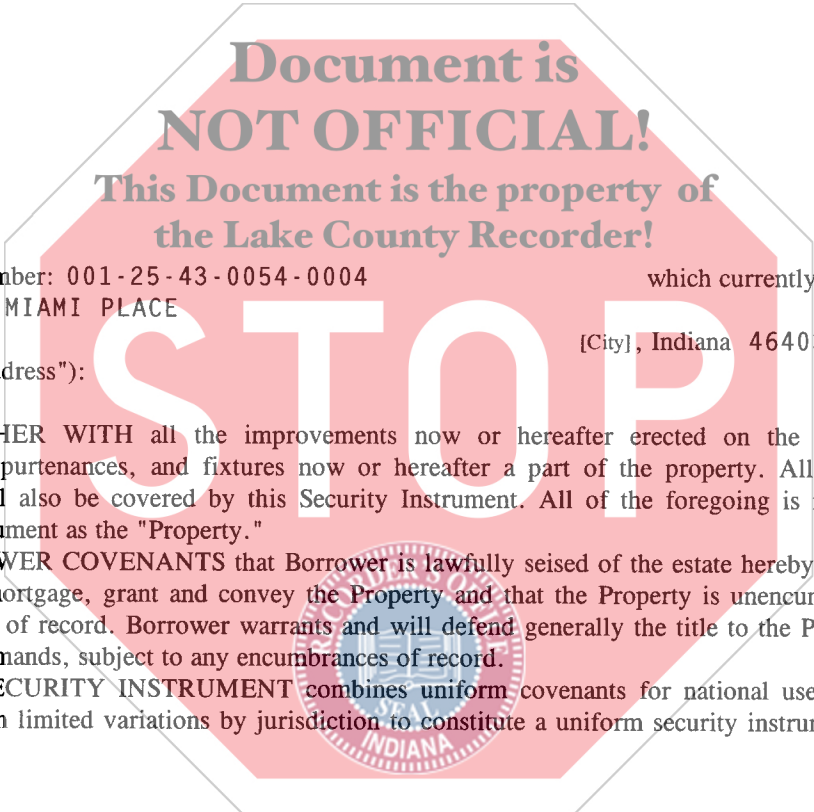 Document is
NOT OFFICIAL!
This Document is the property of
the Lake County Recorder!
mber: 001-25-43-0054-0004 which currently
MIAMI PLACE
[City], Indiana 4640
dress"):
STOP
HER WITH all the improvements now or hereafter erected on the
purtenances, and fixtures now or hereafter a part of the property. All
l also be covered by this Security Instrument. All of the foregoing is
ument as the "Property."
WER COVENANTS that Borrower is lawfully seised of the estate hereby
ortgage, grant and convey the Property and that the Property is unencu
of record. Borrower warrants and will defend generally the title to the P
mands, subject to any encumbrances of record.
ECURITY INSTRUMENT combines uniform covenants for national use
n limited variations by jurisdiction to constitute a uniform security instru
RECORDER'S OFFICE
SEAL
INDIANA